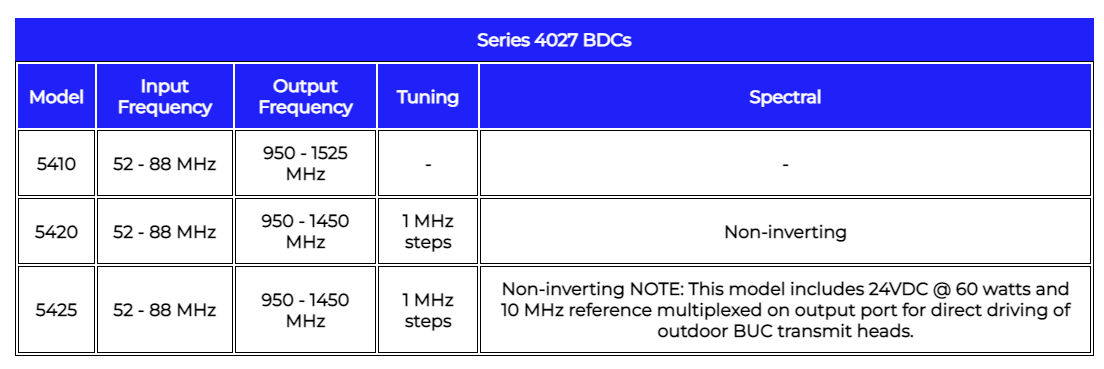 Series 4027 BDCs
Model
Input
Frequency
Output
Frequency
Tuning
Spectral
5410
52 - 88 MHz
950 - 1525
MHz
-
-
5420
52 - 88 MHz
950 - 1450
MHz
1 MHz
steps
Non-inverting
5425
52 - 88 MHz
950 - 1450
MHz
1 MHz
steps
Non-inverting NOTE: This model includes 24VDC @ 60 watts and
10 MHz reference multiplexed on output port for direct driving of
outdoor BUC transmit heads.